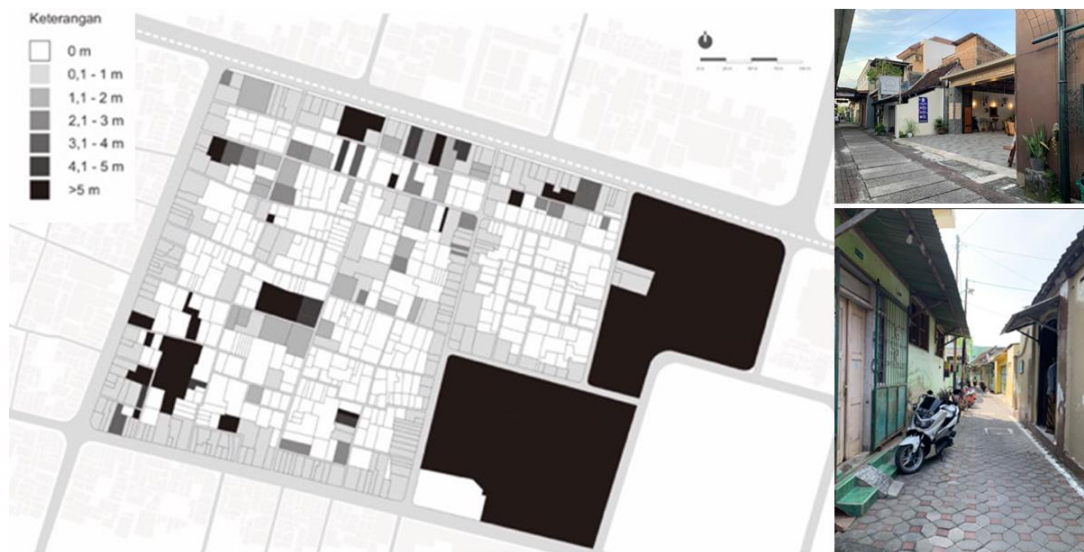 Keterangan
0 m
0,1 - 1 m
1,1 - 2 m
2,1 - 3 m
3,1 - 4 m
4,1 - 5 m
>5 m